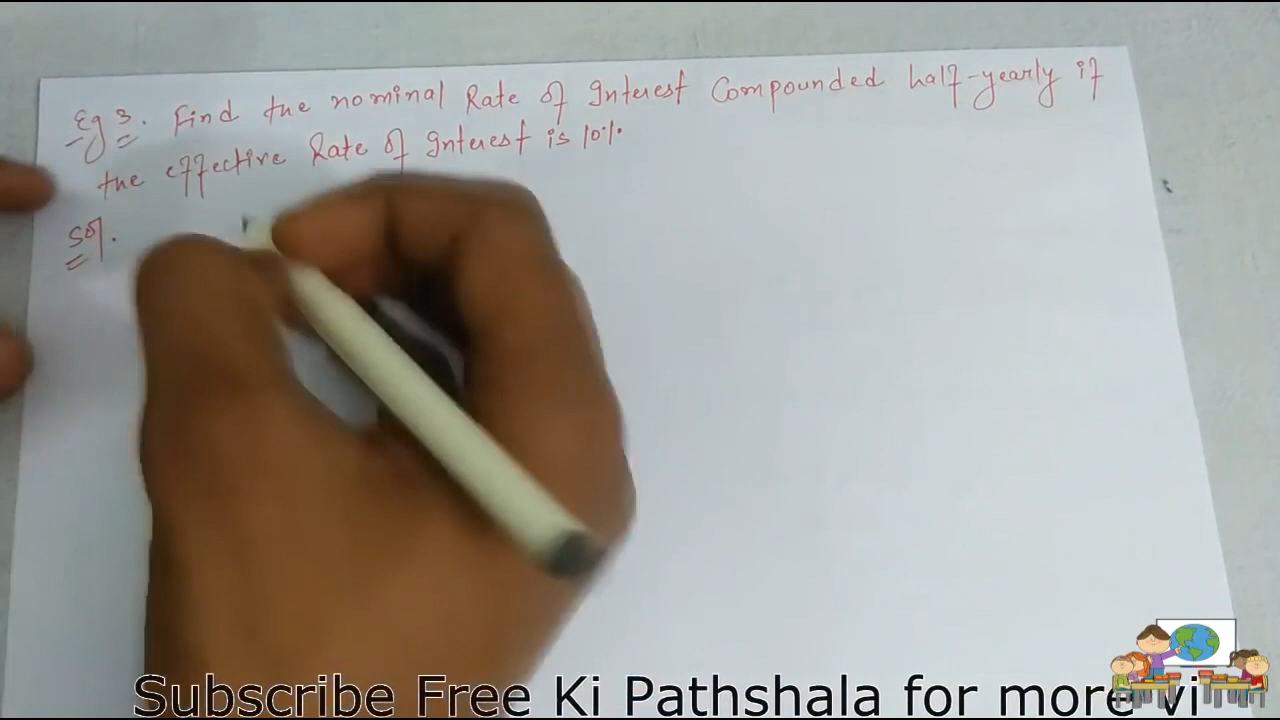 Eg 3. Find the nominal Rate of Interest Compounded half-yearly if
the effective Rate of Interest is 10%.
Sol.
Subscribe Free Ki Pathshala for more vi